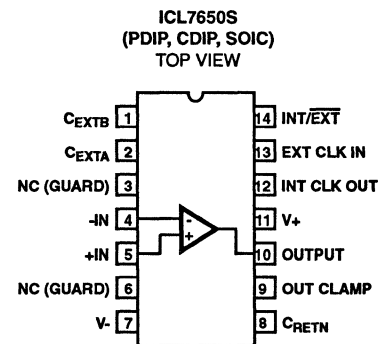 ICL7650S
(PDIP, CDIP, SOIC)
TOP VIEW
CEXTB 1 14 INT/EXT
CEXTA 2 13 EXT CLK IN
NC (GUARD) 3 12 INT CLK OUT
-IN 4 - 11 V+
+IN 5 + 10 OUTPUT
NC (GUARD) 6 9 OUT CLAMP
V- 7 8 CRETN